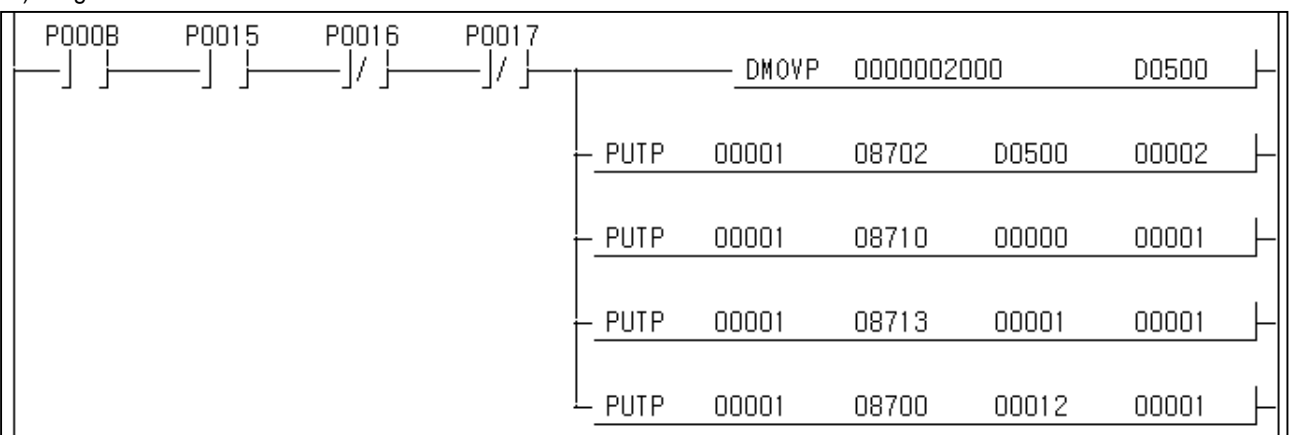 P000B P0015 P0016 P0017
DMOVP 0000002000 D0500
PUTP 00001 08702 D0500 00002
PUTP 00001 08710 00000 00001
PUTP 00001 08713 00001 00001
PUTP 00001 08700 00012 00001